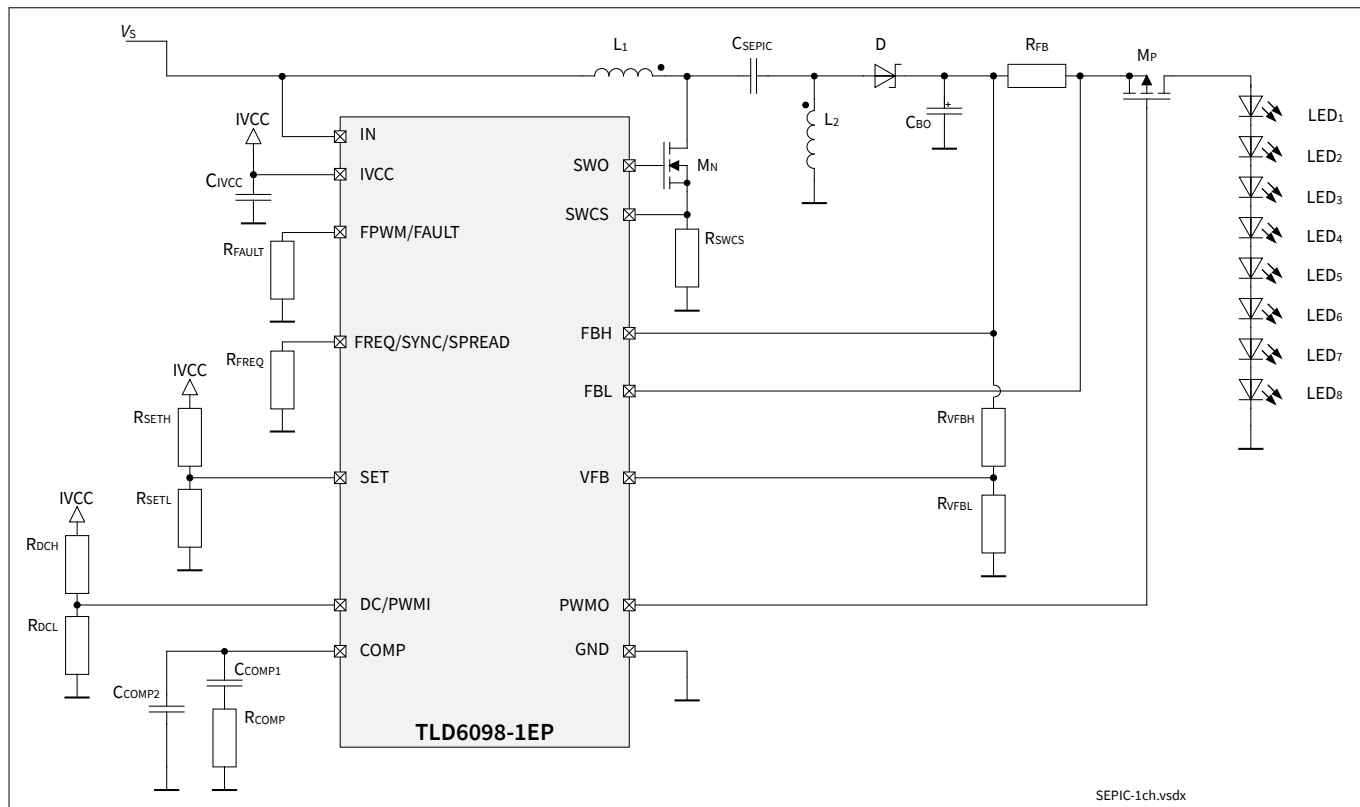 VS
L1
CSEPIC
D
RFB
MP
IVCC
IN
CBO
L2
LED1
LED2
CIVCC
IVCC
SWO
MN
LED3
SWCS
RFAULT
FPWM/FAULT
RSWCS
LED4
LED5
LED6
FBH
RFREQ
FREQ/SYNC/SPREAD
LED7
IVCC
FBL
LED8
RSETH
RVFBH
SET
VFB
RSETL
IVCC
RVFBL
RDCH
DC/PWMI
PWMO
RDCL
COMP
GND
CCOMP1
CCOMP2
RCOMP
TLD6098-1EP
SEPIC-1ch.vsdx